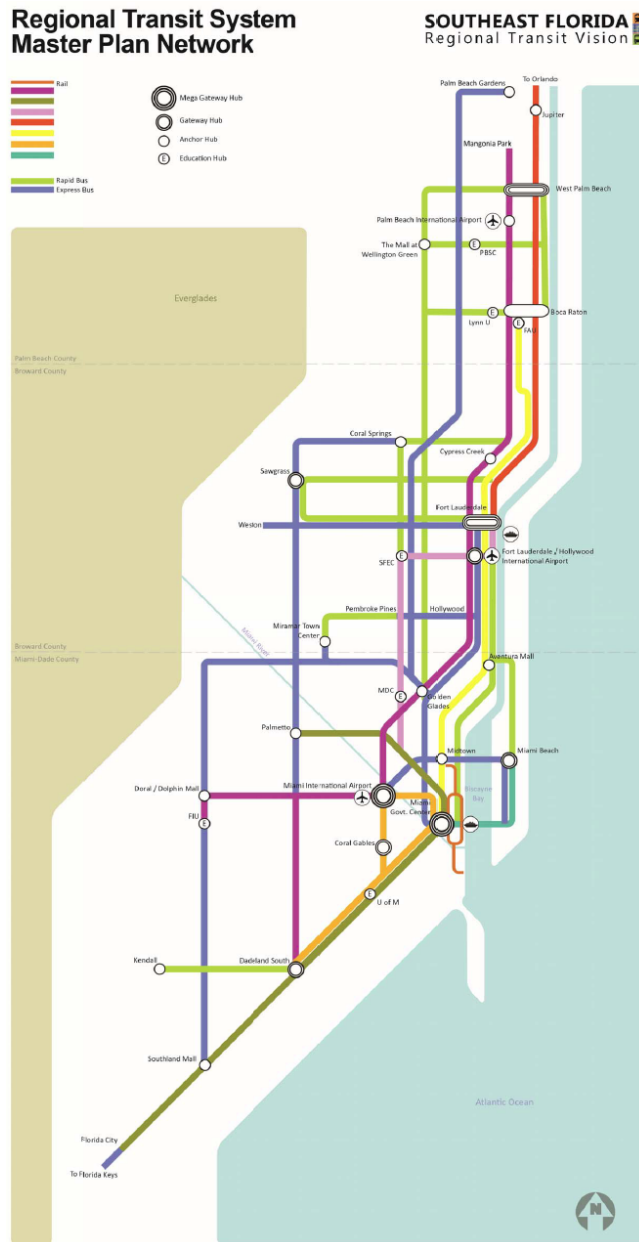 Regional Transit System
Master Plan Network
SOUTHEAST FLORIDA
Regional Transit Vision
Rail
Rapid Bus
Express Bus
Mega Gateway Hub
Gateway Hub
Anchor Hub
E
Education Hub
To Orlando
Palm Beach Gardens
Jupiter
Mangonia Park
West Palm Beach
Palm Beach International Airport
The Mall at
Wellington Green
E
PBSC
Everglades
Boca Raton
E
Lynn U
E
FAU
Palm Beach County
Broward County
Coral Springs
Cypress Creek
Sawgrass
Fort Lauderdale
Weston
E
SFEC
Fort Lauderdale / Hollywood
International Airport
Pembroke Pines
Hollywood
Miramar Town
Center
Miami River
Broward County
Miami-Dade County
Aventura Mall
MDC
E
Golden
Glades
Palmetto
Midtown
Miami Beach
Doral / Dolphin Mall
Miami International Airport
Biscayne
Bay
Miami
Govt. Center
FIU
E
Coral Gables
E
U of M
Kendall
Dadeland South
Southland Mall
Atlantic Ocean
Florida City
To Florida Keys
N